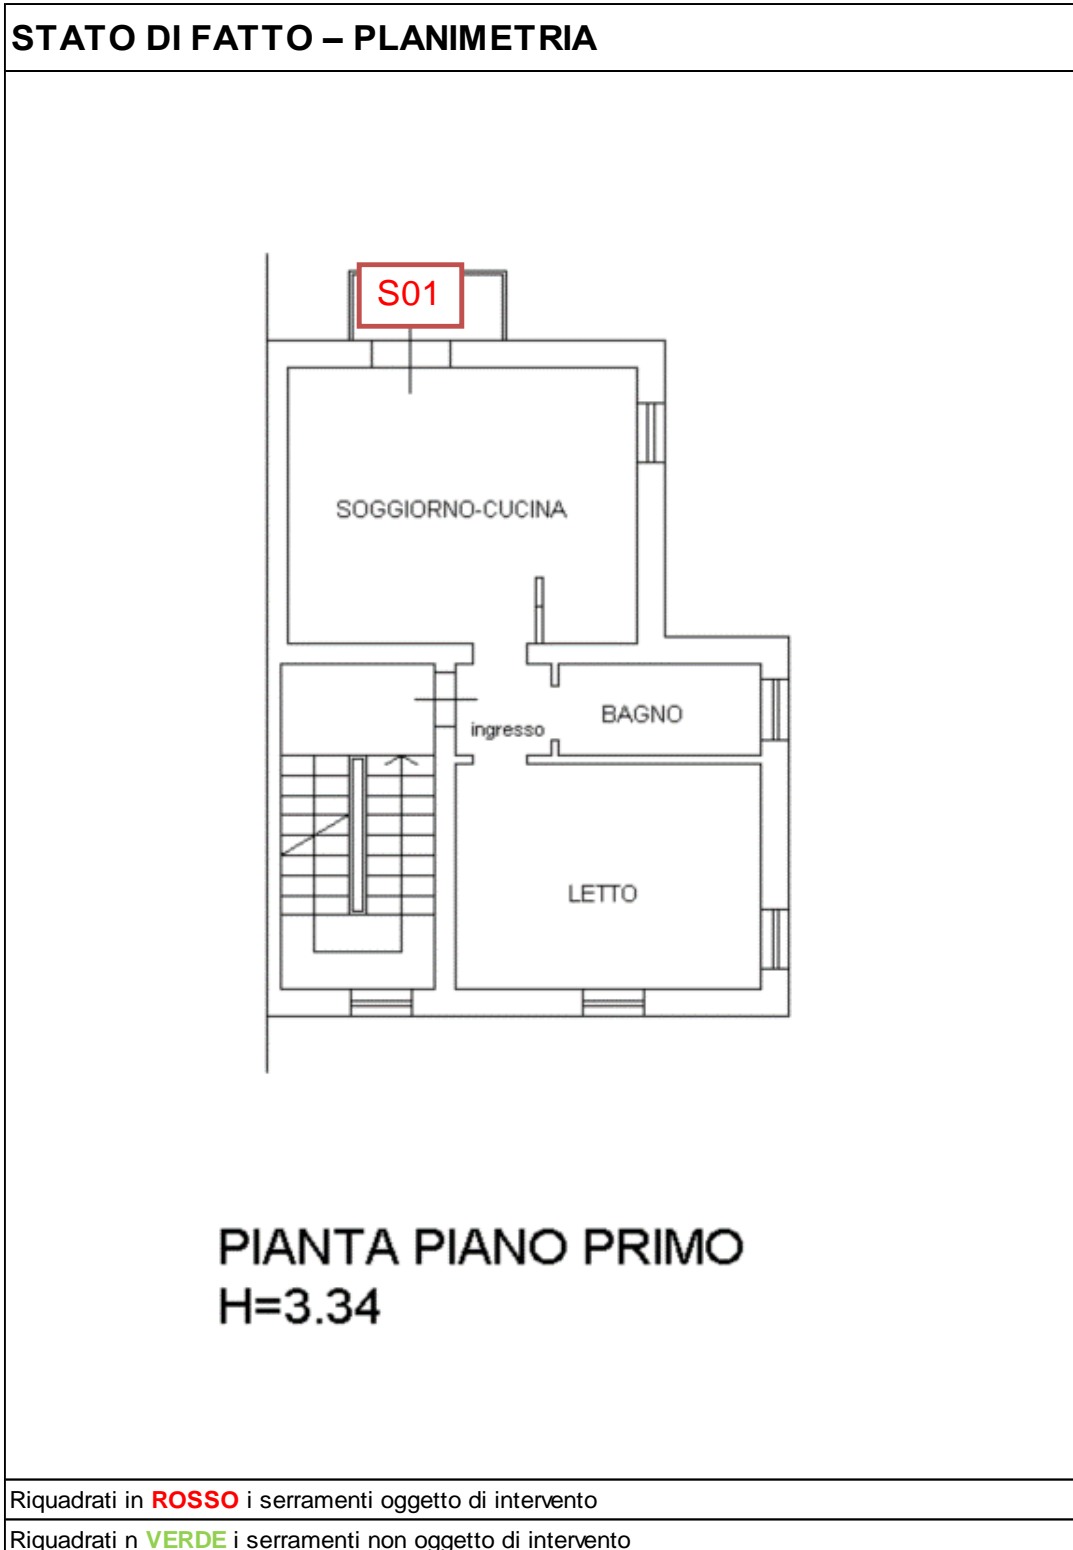 STATO DI FATTO – PLANIMETRIA
S01
SOGGIORNO-CUCINA
BAGNO
ingresso
LETTO
PIANTA PIANO PRIMO
H=3.34
Riquadrati in ROSSO i serramenti oggetto di intervento
Riquadrati n VERDE i serramenti non oggetto di intervento